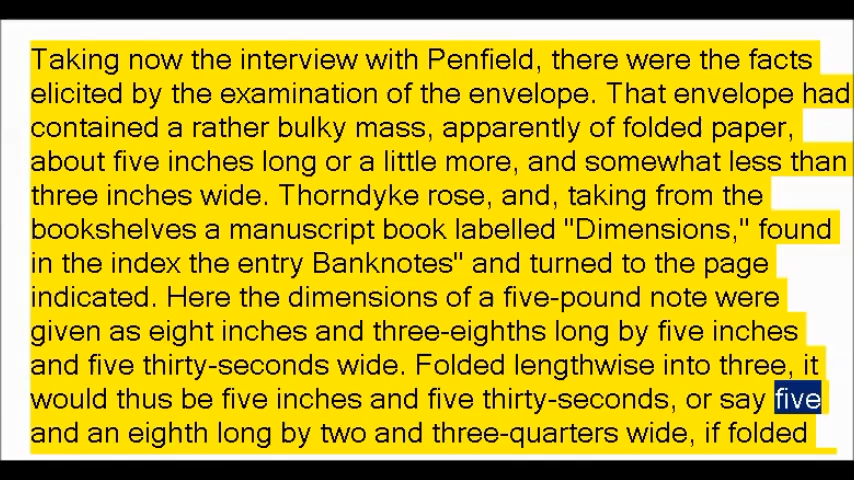 Taking now the interview with Penfield, there were the facts
elicited by the examination of the envelope. That envelope had
contained a rather bulky mass, apparently of folded paper,
about five inches long or a little more, and somewhat less than
three inches wide. Thorndyke rose, and, taking from the
bookshelves a manuscript book labelled "Dimensions," found
in the index the entry Banknotes" and turned to the page
indicated. Here the dimensions of a five-pound note were
given as eight inches and three-eighths long by five inches
and five thirty-seconds wide. Folded lengthwise into three, it
would thus be five inches and five thirty-seconds, or say five
and an eighth long by two and three-quarters wide, if folded